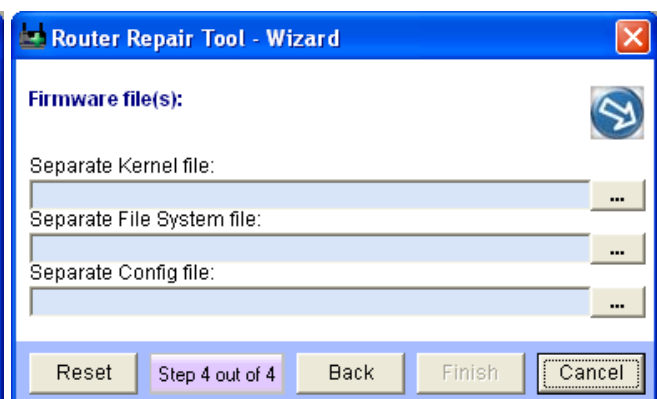 Router Repair Tool - Wizard
Firmware file(s):
Separate Kernel file:
...
Separate File System file:
...
Separate Config file:
...
Reset Step 4 out of 4 Back Finish Cancel